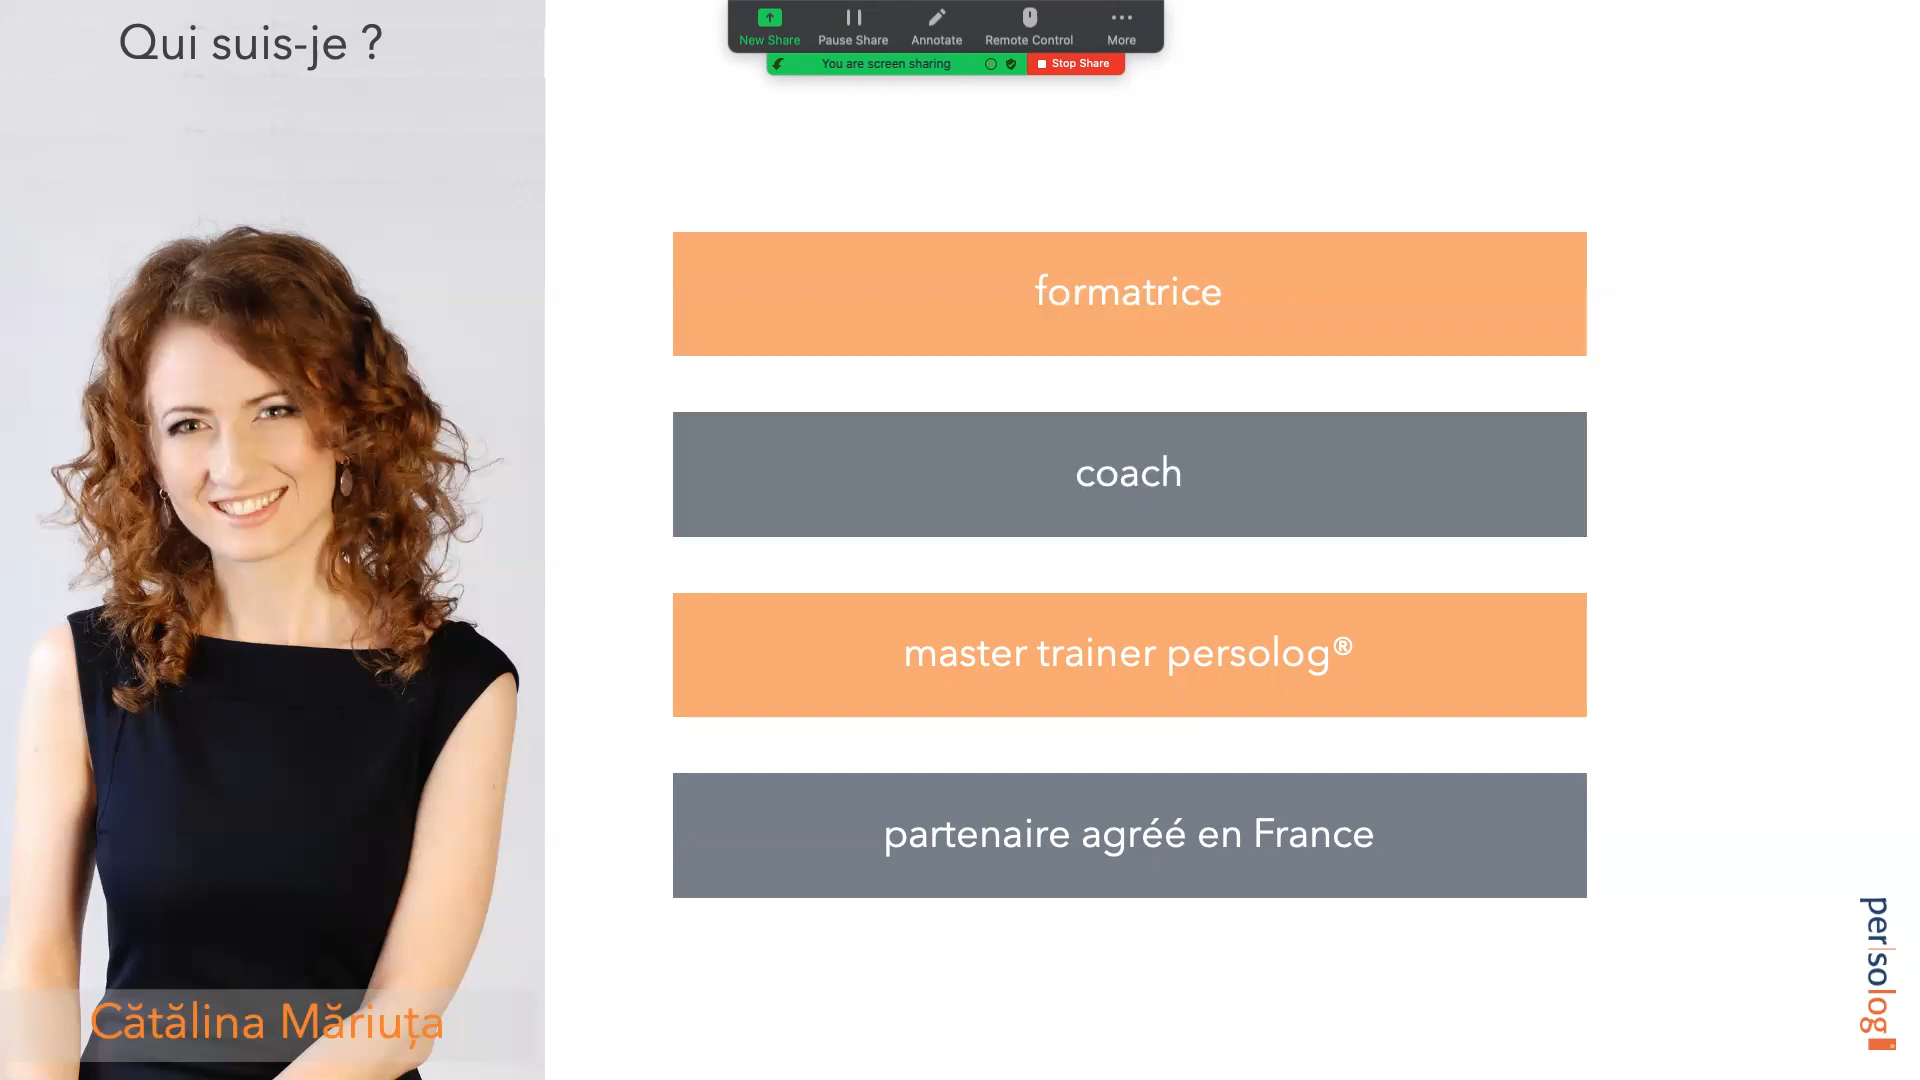 Qui suis-je ?
New Share
Pause Share
Annotate
Remote Control
More
You are screen sharing
Stop Share
formatrice
coach
master trainer persolog®
partenaire agréé en France
Cătălina Măriuța
persolog